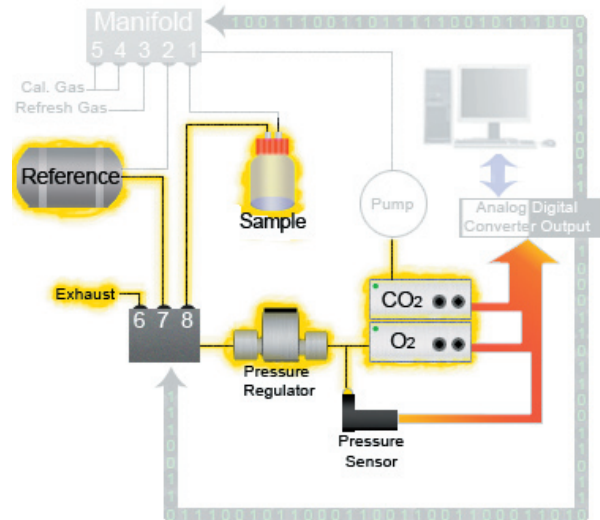 Manifold
5 4 3 2 1
Cal. Gas
Refresh Gas
Reference
Sample
Pump
Analog Digital
Converter Output
Exhaust
6 7 8
CO2
O2
Pressure
Regulator
Pressure
Sensor